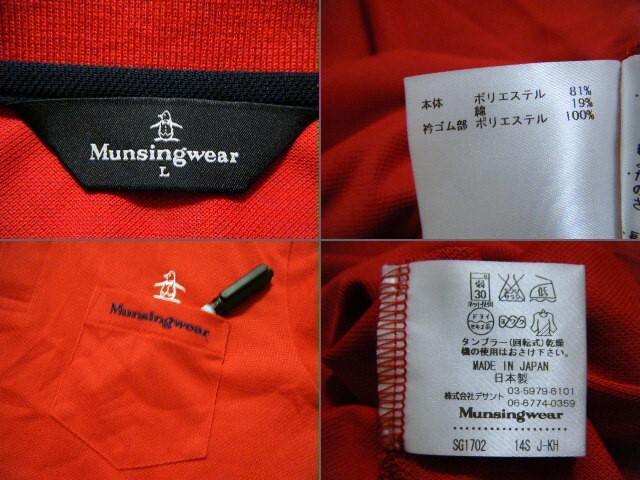 Munsingwear
L
本体 ポリエステル 81%
綿 19%
衿ゴム部 ポリエステル 100%
Munsingwear
30
タンブラー(回転式)乾燥
機の使用はおさけ下さい。
MADE IN JAPAN
日本製
03-5979-6101
株式会社デサント 06-6774-0359
Munsingwear
SG1702 14S J-KH